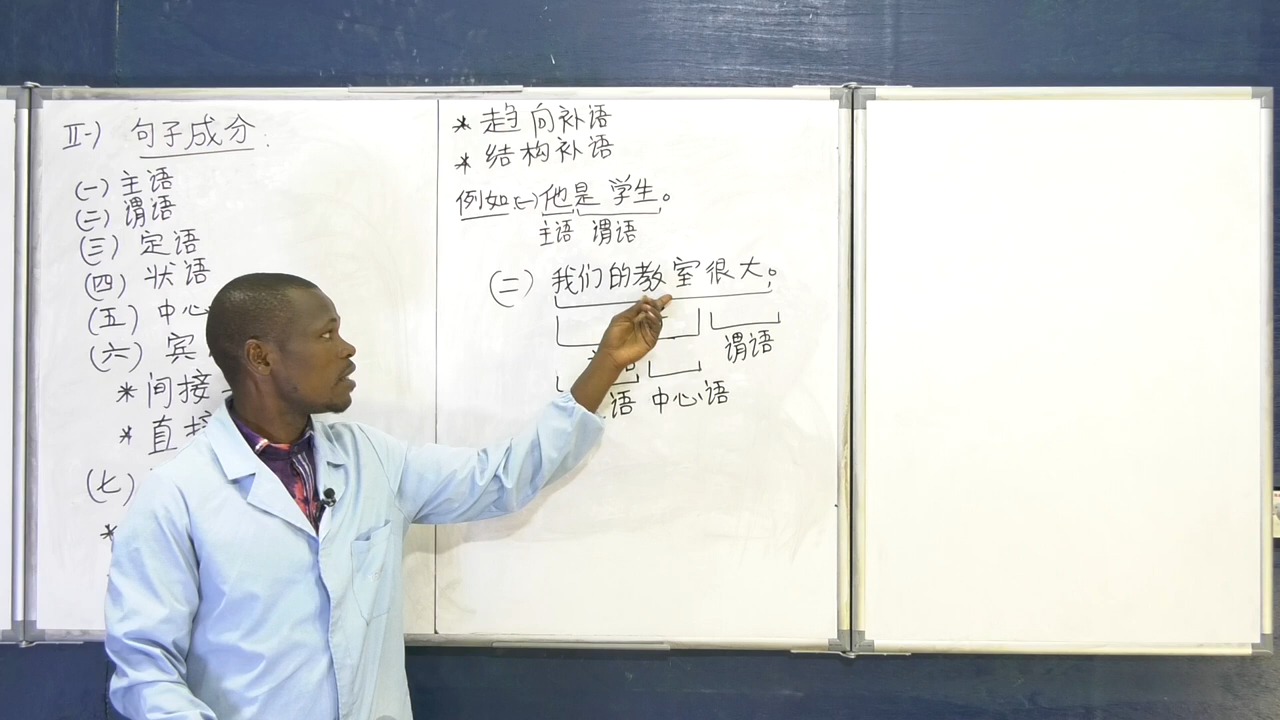 II-) 句子成分:
(一) 主语
(二) 谓语
(三) 定语
(四) 状语
(五) 中心
(六) 宾
* 间接
* 直接
(七)
*
* 趋向补语
* 结构补语
例如:(一) 他是学生。
主语 谓语
(二) 我们的教室很大。
谓语
语 中心语